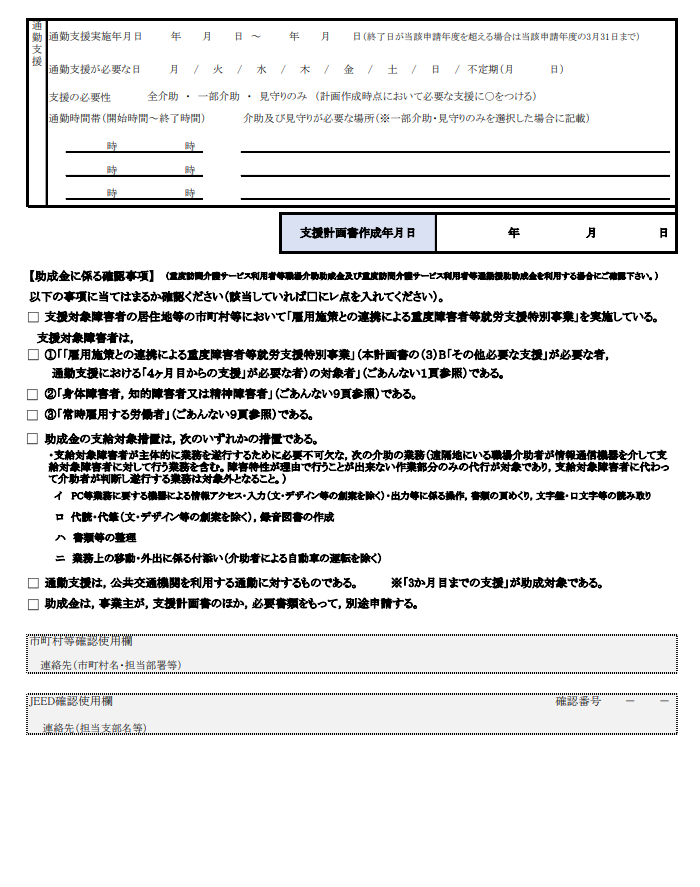 通勤支援
通勤支援実施年月日　年　月　日 ～　年　月　日（終了日が当該申請年度を超える場合は当該申請年度の3月31日まで）
通勤支援が必要な日　月 / 火 / 水 / 木 / 金 / 土 / 日 / 不定期（月　日）
支援の必要性　全介助 ・ 一部介助 ・ 見守りのみ （計画作成時点において必要な支援に○をつける）
通勤時間帯（開始時間～終了時間）　介助及び見守りが必要な場所（※一部介助・見守りのみを選択した場合に記載）
時　時
時　時
時　時
支援計画書作成年月日　年　月　日
【助成金に係る確認事項】（重度訪問介護サービス利用者等職場介助助成金及び重度訪問介護サービス利用者等通勤援助助成金を利用する場合にご確認下さい。）
以下の事項に当てはまるか確認ください（該当していれば□にレ点を入れてください）。
□ 支援対象障害者の居住地等の市町村等において「雇用施策との連携による重度障害者等就労支援特別事業」を実施している。
支援対象障害者は，
□ ①「「雇用施策との連携による重度障害者等就労支援特別事業」（本計画書の（3）B「その他必要な支援」が必要な者，
通勤支援における「4ヶ月目からの支援」が必要な者）の対象者」（ごあんない1頁参照）である。
□ ②「身体障害者，知的障害者又は精神障害者」（ごあんない9頁参照）である。
□ ③「常時雇用する労働者」（ごあんない9頁参照）である。
□ 助成金の支給対象措置は，次のいずれかの措置である。
・支給対象障害者が主体的に業務を遂行するために必要不可欠な，次の介助の業務（遠隔地にいる職場介助者が情報通信機器を介して支
給対象障害者に対して行う業務を含む。障害特性が理由で行うことが出来ない作業部分のみの代行が対象であり，支給対象障害者に代わっ
て介助者が判断し遂行する業務は対象外となること。）
イ　PC等業務に要する機器による情報アクセス・入力（文・デザイン等の創案を除く）・出力等に係る操作，書類の頁めくり，文字盤・口文字等の読み取り
ロ　代読・代筆（文・デザイン等の創案を除く），録音図書の作成
ハ　書類等の整理
ニ　業務上の移動・外出に係る付添い（介助者による自動車の運転を除く）
□ 通勤支援は，公共交通機関を利用する通勤に対するものである。　※「3か月目までの支援」が助成対象である。
□ 助成金は，事業主が，支援計画書のほか，必要書類をもって，別途申請する。
市町村等確認使用欄
連絡先（市町村名・担当部署等）
JEED確認使用欄　確認番号　－　－
連絡先（担当支部名等）